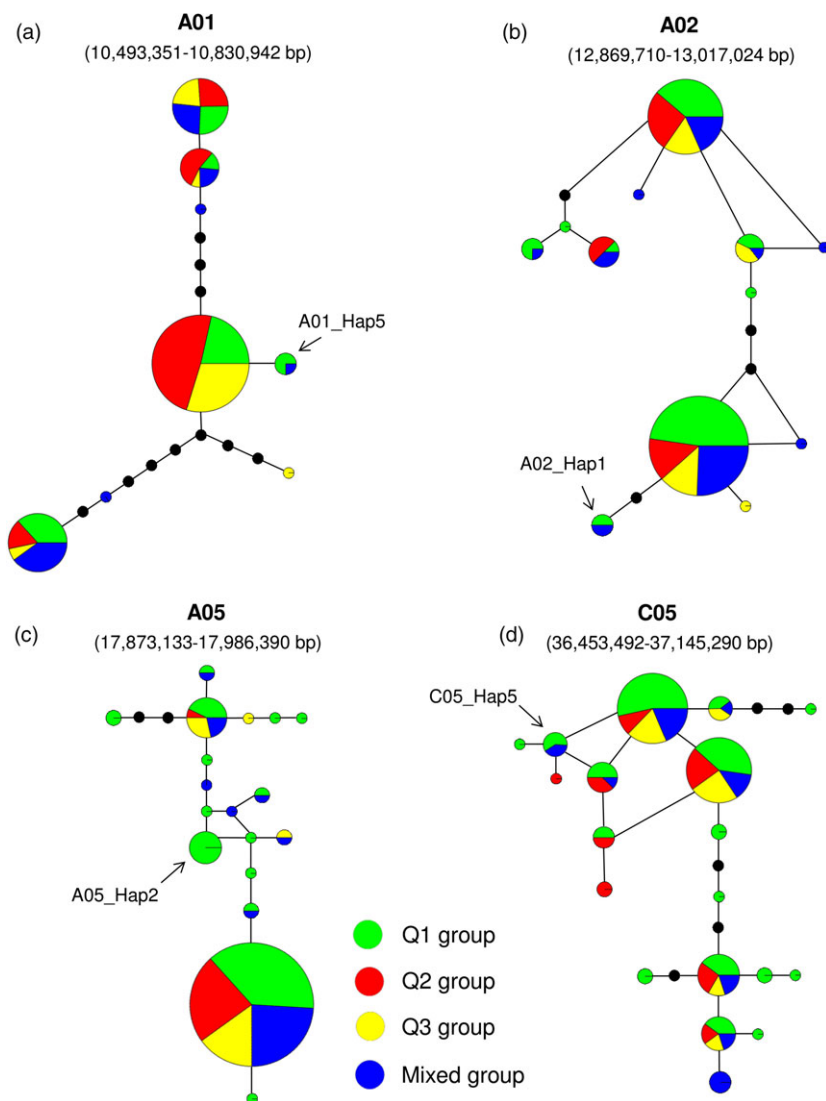 (a)
A01
(10,493,351-10,830,942 bp)
A01_Hap5
(b)
A02
(12,869,710-13,017,024 bp)
A02_Hap1
(c)
A05
(17,873,133-17,986,390 bp)
A05_Hap2
(d)
C05
(36,453,492-37,145,290 bp)
C05_Hap5
Q1 group
Q2 group
Q3 group
Mixed group